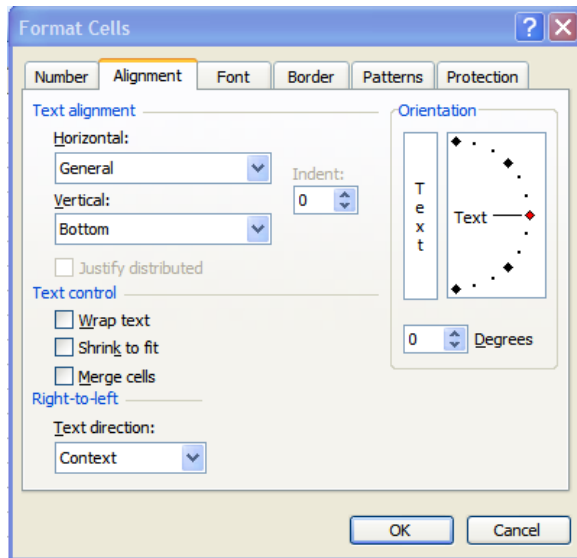 Format Cells
Number Alignment Font Border Patterns Protection
Text alignment
Horizontal:
General
Indent:
0
Vertical:
Bottom
Justify distributed
Text control
Wrap text
Shrink to fit
Merge cells
Right-to-left
Text direction:
Context
Orientation
Text
Text
0 Degrees
OK Cancel